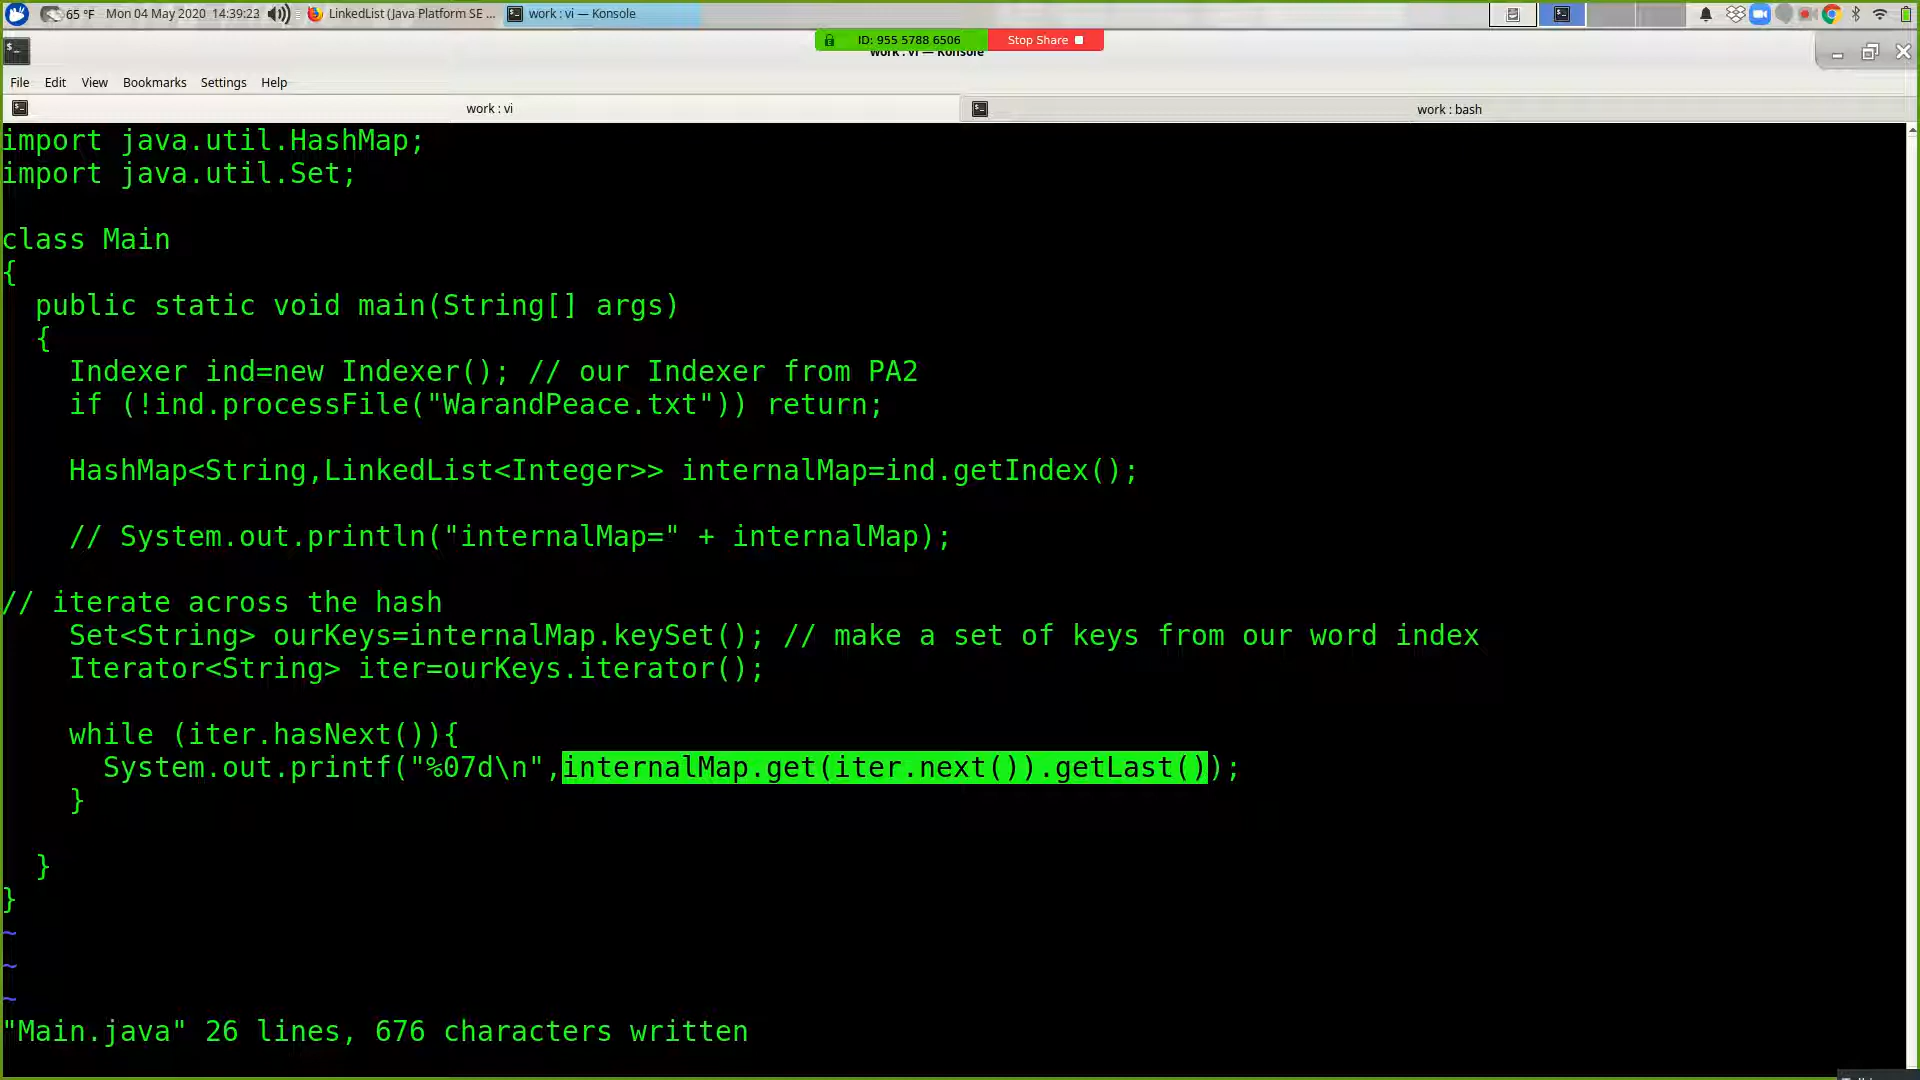 65 °F Mon 04 May 2020 14:39:23 LinkedList (Java Platform SE ... work : vi — Konsole
ID: 955 5788 6506 Stop Share
work : vi — Konsole
File Edit View Bookmarks Settings Help
work : vi work : bash
import java.util.HashMap;
import java.util.Set;
class Main
{
public static void main(String[] args)
{
Indexer ind=new Indexer(); // our Indexer from PA2
if (!ind.processFile("WarandPeace.txt")) return;
HashMap<String,LinkedList<Integer>> internalMap=ind.getIndex();
// System.out.println("internalMap=" + internalMap);
// iterate across the hash
Set<String> ourKeys=internalMap.keySet(); // make a set of keys from our word index
Iterator<String> iter=ourKeys.iterator();
while (iter.hasNext()){
System.out.printf("%07d\n",internalMap.get(iter.next()).getLast());
}
}
}
~
~
~
"Main.java" 26 lines, 676 characters written